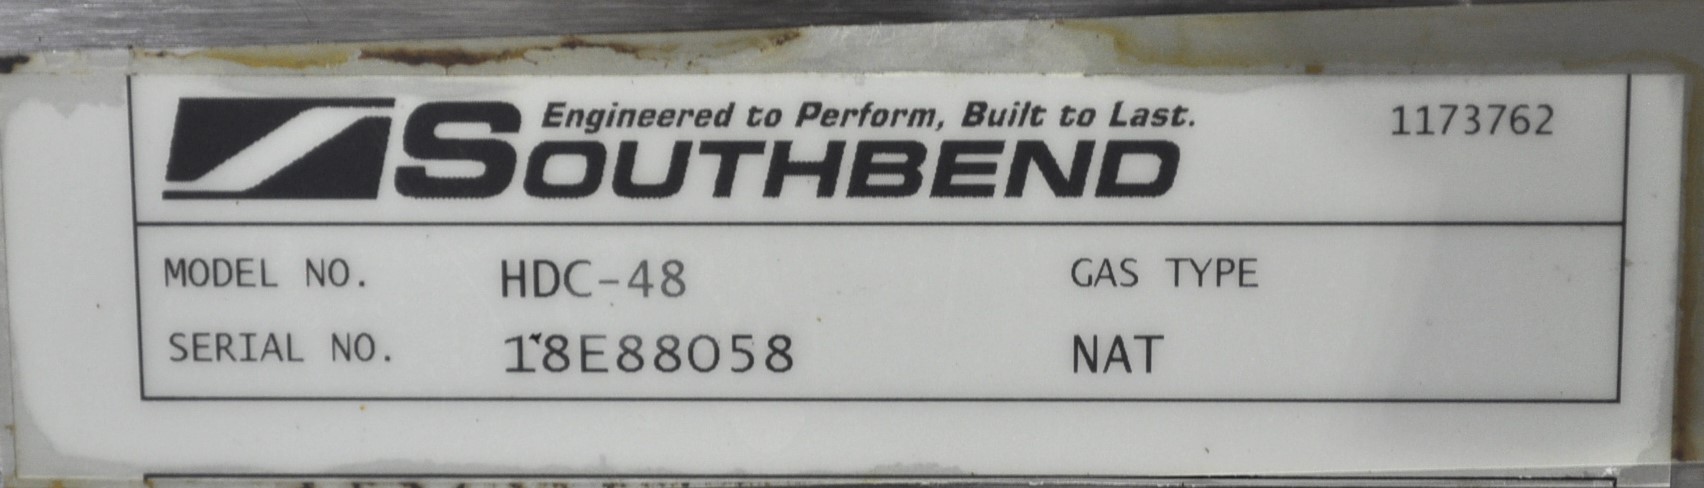 Engineered to Perform, Built to Last.
SOUTHBEND
1173762
MODEL NO. HDC-48 GAS TYPE
SERIAL NO. 18E88058 NAT